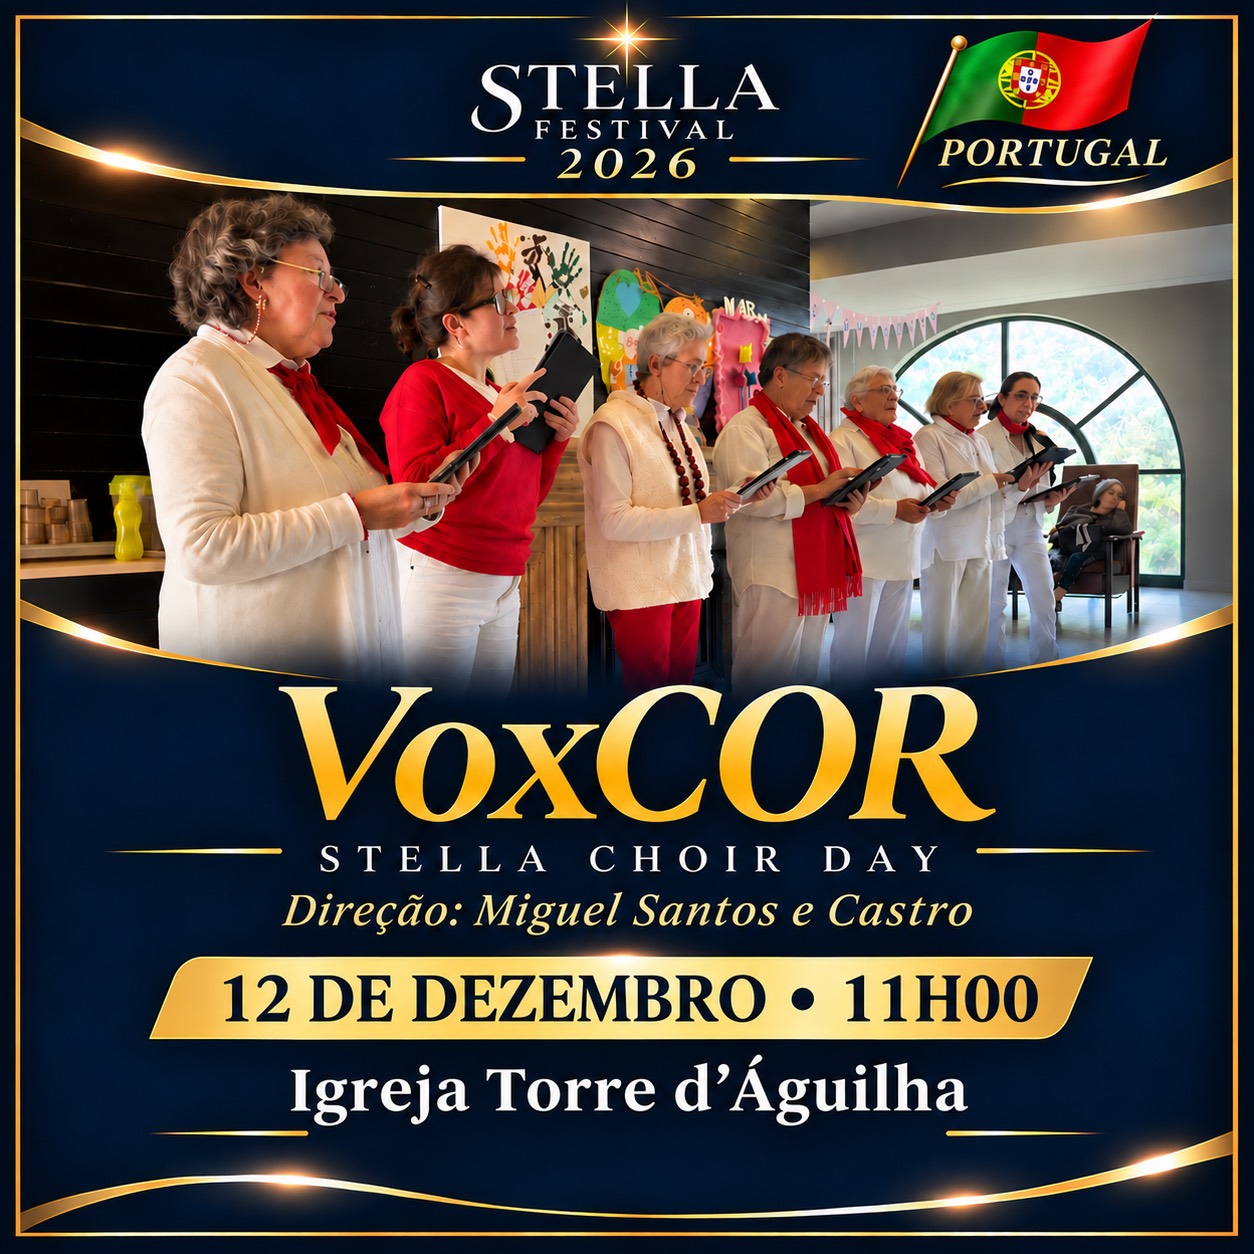 STELLA
FESTIVAL
2026
PORTUGAL
VoxCOR
STELLA CHOIR DAY
Direção: Miguel Santos e Castro
12 DE DEZEMBRO • 11H00
Igreja Torre d'Águilha